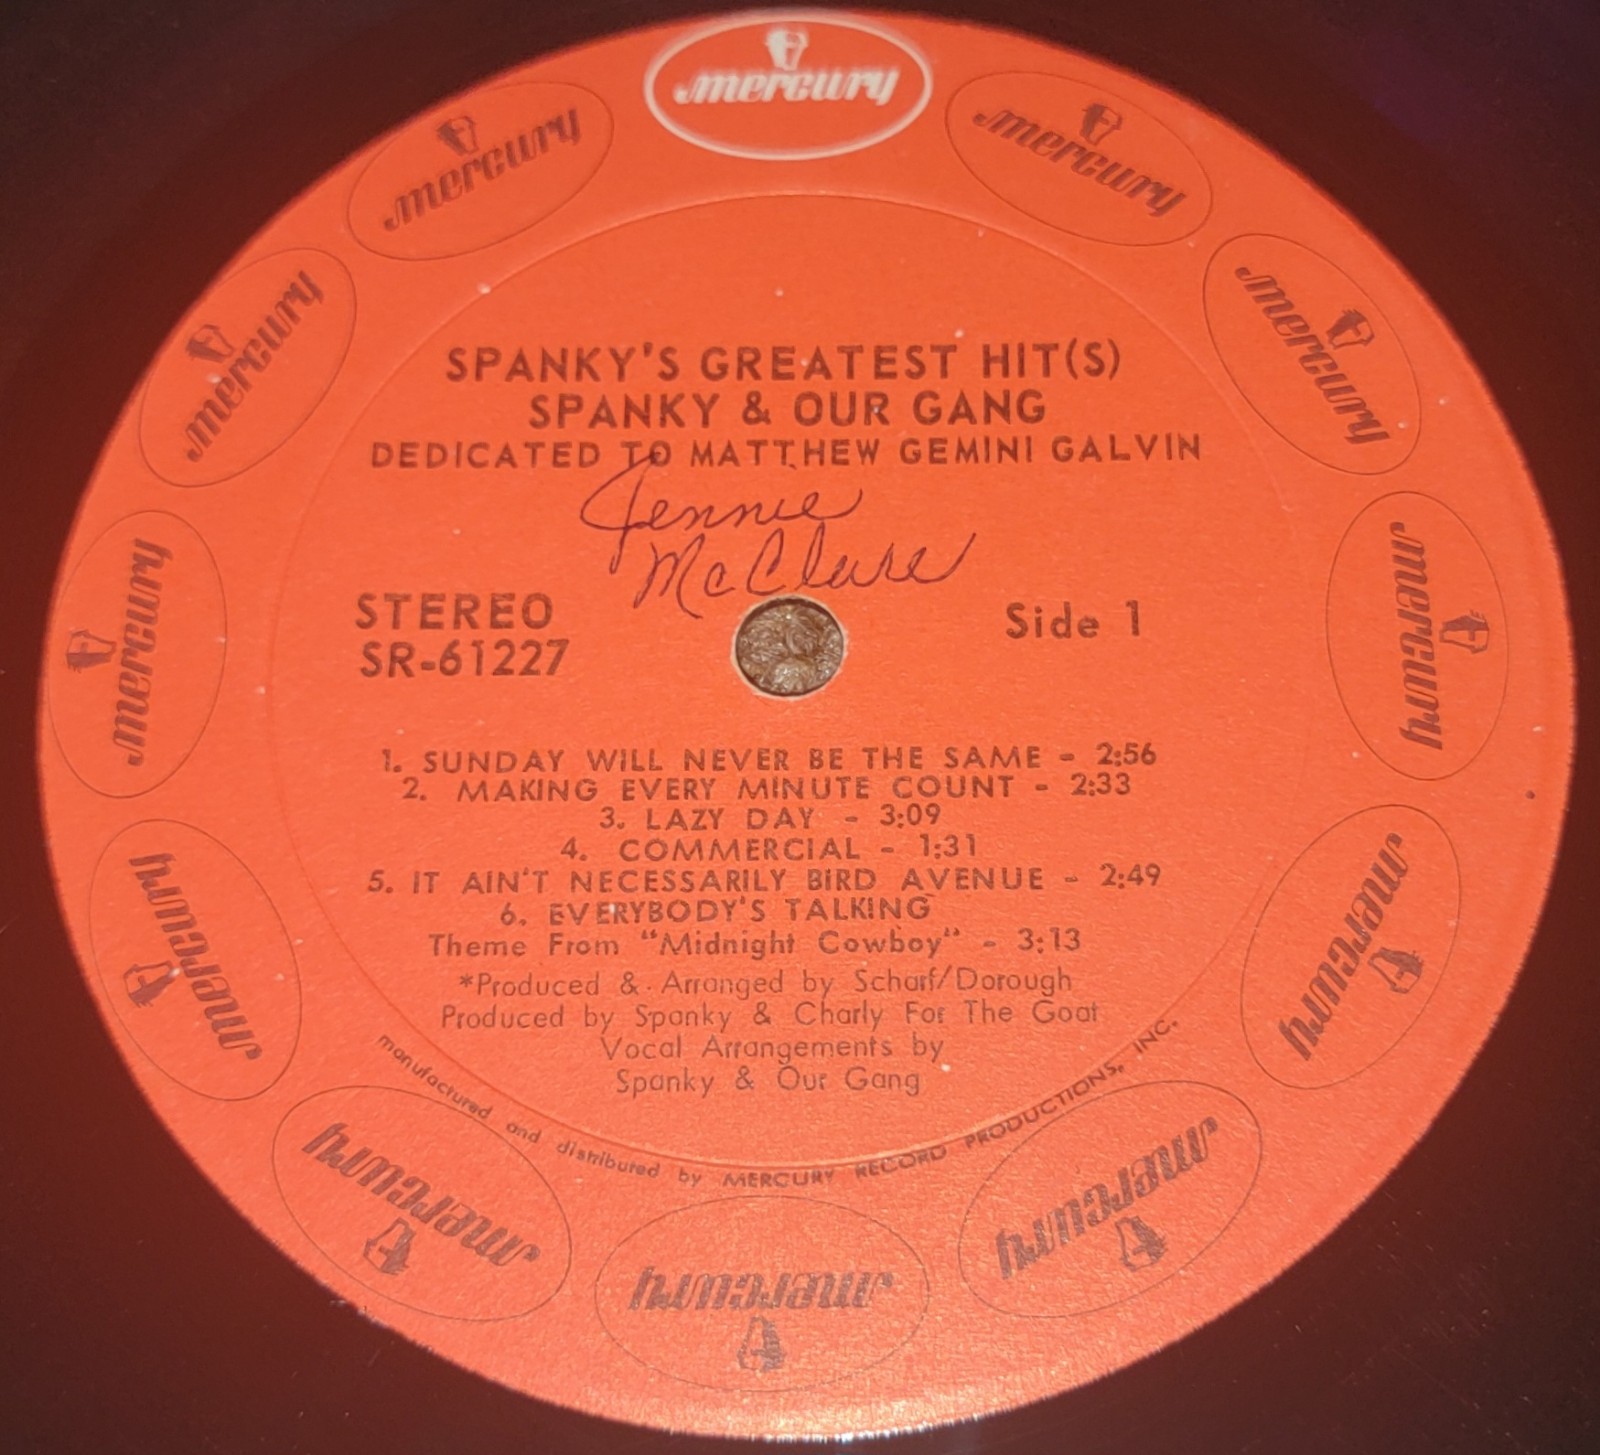 mercury
mercury
mercury
mercury
mercury
mercury
mercury
mercury
mercury
mercury
mercury
mercury
SPANKY'S GREATEST HIT(S)
SPANKY & OUR GANG
DEDICATED TO MATTHEW GEMINI GALVIN
Jennie
McClure
STEREO
SR-61227
Side 1
1. SUNDAY WILL NEVER BE THE SAME - 2:56
2. MAKING EVERY MINUTE COUNT - 2:33
3. LAZY DAY - 3:09
4. COMMERCIAL - 1:31
5. IT AIN'T NECESSARILY BIRD AVENUE - 2:49
6. EVERYBODY'S TALKING
Theme From "Midnight Cowboy" - 3:13
*Produced & Arranged by Scharf/Dorough
Produced by Spanky & Charly For The Goat
Vocal Arrangements by
Spanky & Our Gang
manufactured and distributed by MERCURY RECORD PRODUCTIONS, INC.